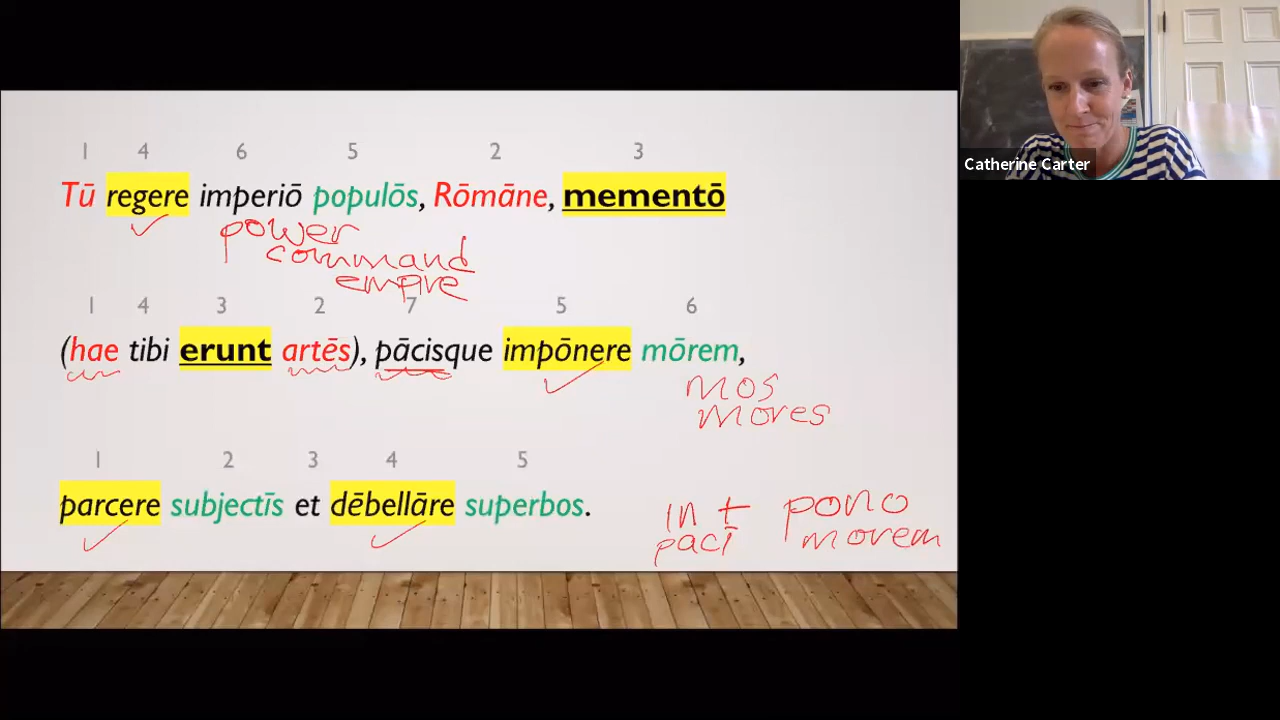 1 4 6 5 2 3
Tū regere imperiō populōs, Rōmāne, mementō
power
command
empire
1 4 3 2 7 5 6
(hae tibi erunt artēs), pācisque impōnere mōrem,
mos
mores
1 2 3 4 5
parcere subjectīs et dēbellāre superbos.
in + pono
pacī morem
Catherine Carter